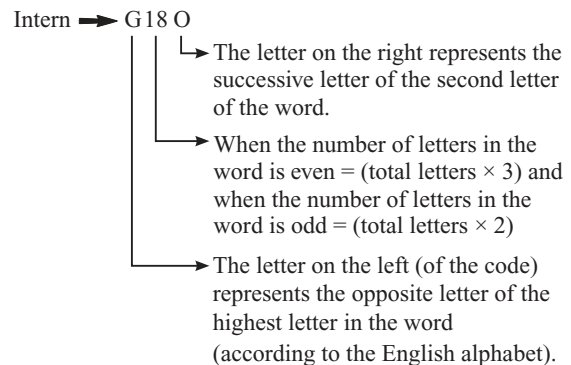 Intern ➡ G18 O
The letter on the right represents the
successive letter of the second letter
of the word.
When the number of letters in the
word is even = (total letters × 3) and
when the number of letters in the
word is odd = (total letters × 2)
The letter on the left (of the code)
represents the opposite letter of the
highest letter in the word
(according to the English alphabet).